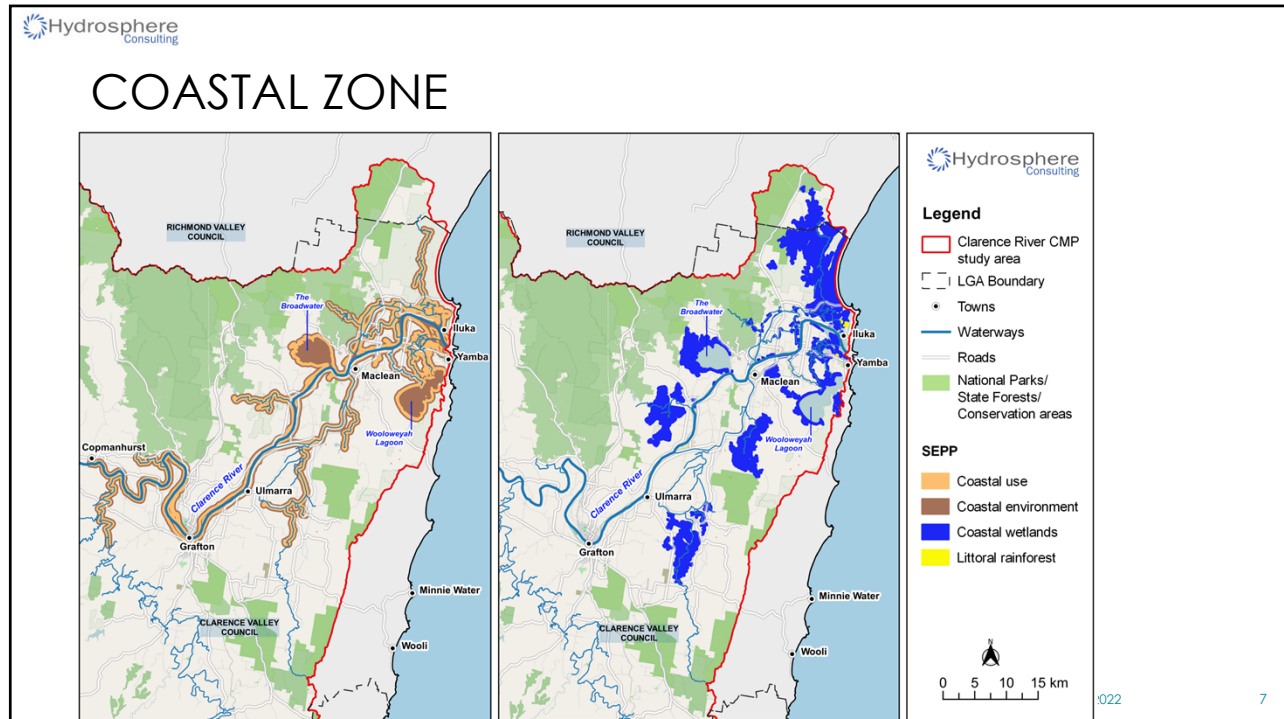 Hydrosphere
Consulting
COASTAL ZONE
RICHMOND VALLEY
COUNCIL
The
Broadwater
Iluka
Yamba
Maclean
Wooloweyah
Lagoon
Copmanhurst
Clarence River
Ulmarra
Grafton
Minnie Water
CLARENCE VALLEY
COUNCIL
Wooli
RICHMOND VALLEY
COUNCIL
The
Broadwater
Iluka
Yamba
Maclean
Wooloweyah
Lagoon
Clarence River
Ulmarra
Grafton
Minnie Water
CLARENCE VALLEY
COUNCIL
Wooli
Hydrosphere
Consulting
Legend
Clarence River CMP
study area
LGA Boundary
Towns
Waterways
Roads
National Parks/
State Forests/
Conservation areas
SEPP
Coastal use
Coastal environment
Coastal wetlands
Littoral rainforest
N
0 5 10 15 km
2022
7